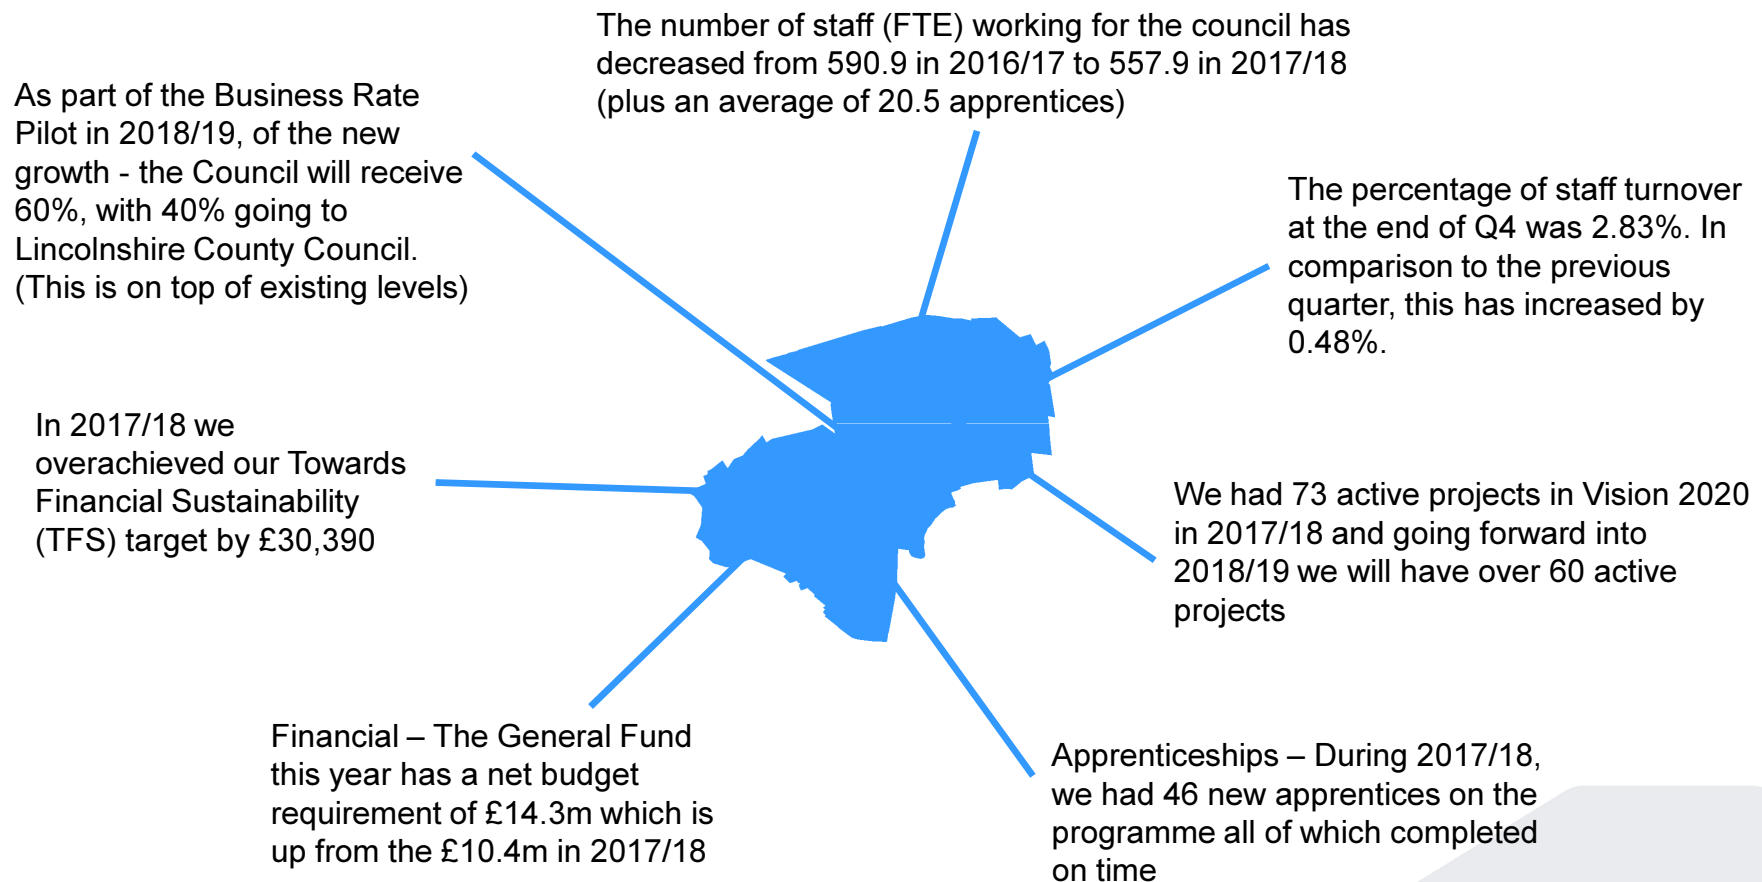 The number of staff (FTE) working for the council has
decreased from 590.9 in 2016/17 to 557.9 in 2017/18
(plus an average of 20.5 apprentices)
As part of the Business Rate
Pilot in 2018/19, of the new
growth - the Council will receive
60%, with 40% going to
Lincolnshire County Council.
(This is on top of existing levels)
The percentage of staff turnover
at the end of Q4 was 2.83%. In
comparison to the previous
quarter, this has increased by
0.48%.
In 2017/18 we
overachieved our Towards
Financial Sustainability
(TFS) target by £30,390
We had 73 active projects in Vision 2020
in 2017/18 and going forward into
2018/19 we will have over 60 active
projects
Financial – The General Fund
this year has a net budget
requirement of £14.3m which is
up from the £10.4m in 2017/18
Apprenticeships – During 2017/18,
we had 46 new apprentices on the
programme all of which completed
on time